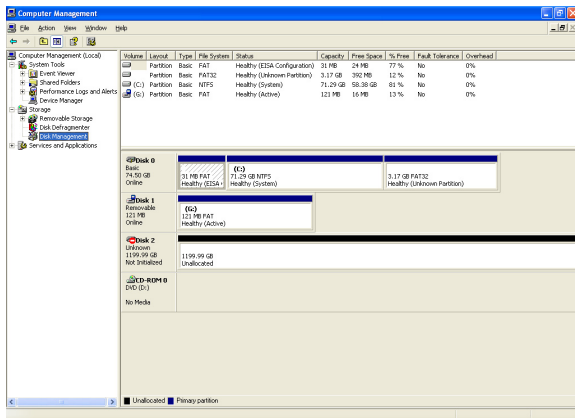 Computer Management
File Action View Window Help
Computer Management (Local)
System Tools
Event Viewer
Shared Folders
Performance Logs and Alerts
Device Manager
Storage
Removable Storage
Disk Defragmenter
Disk Management
Services and Applications
Volume Layout Type File System Status Capacity Free Space % Free Fault Tolerance Overhead
Partition Basic FAT Healthy (EISA Configuration) 31 MB 24 MB 77 % No 0%
Partition Basic FAT32 Healthy (Unknown Partition) 3.17 GB 392 MB 12 % No 0%
(C:) Partition Basic NTFS Healthy (System) 71.29 GB 58.38 GB 81 % No 0%
(G:) Partition Basic FAT Healthy (Active) 121 MB 16 MB 13 % No 0%
Disk 0
Basic
74.50 GB
Online
31 MB FAT
Healthy (EISA
(C:)
71.29 GB NTFS
Healthy (System)
3.17 GB FAT32
Healthy (Unknown Partition)
Disk 1
Removable
121 MB
Online
(G:)
121 MB FAT
Healthy (Active)
Disk 2
Unknown
1199.99 GB
Not Initialized
1199.99 GB
Unallocated
CD-ROM 0
DVD (D:)
No Media
Unallocated Primary partition